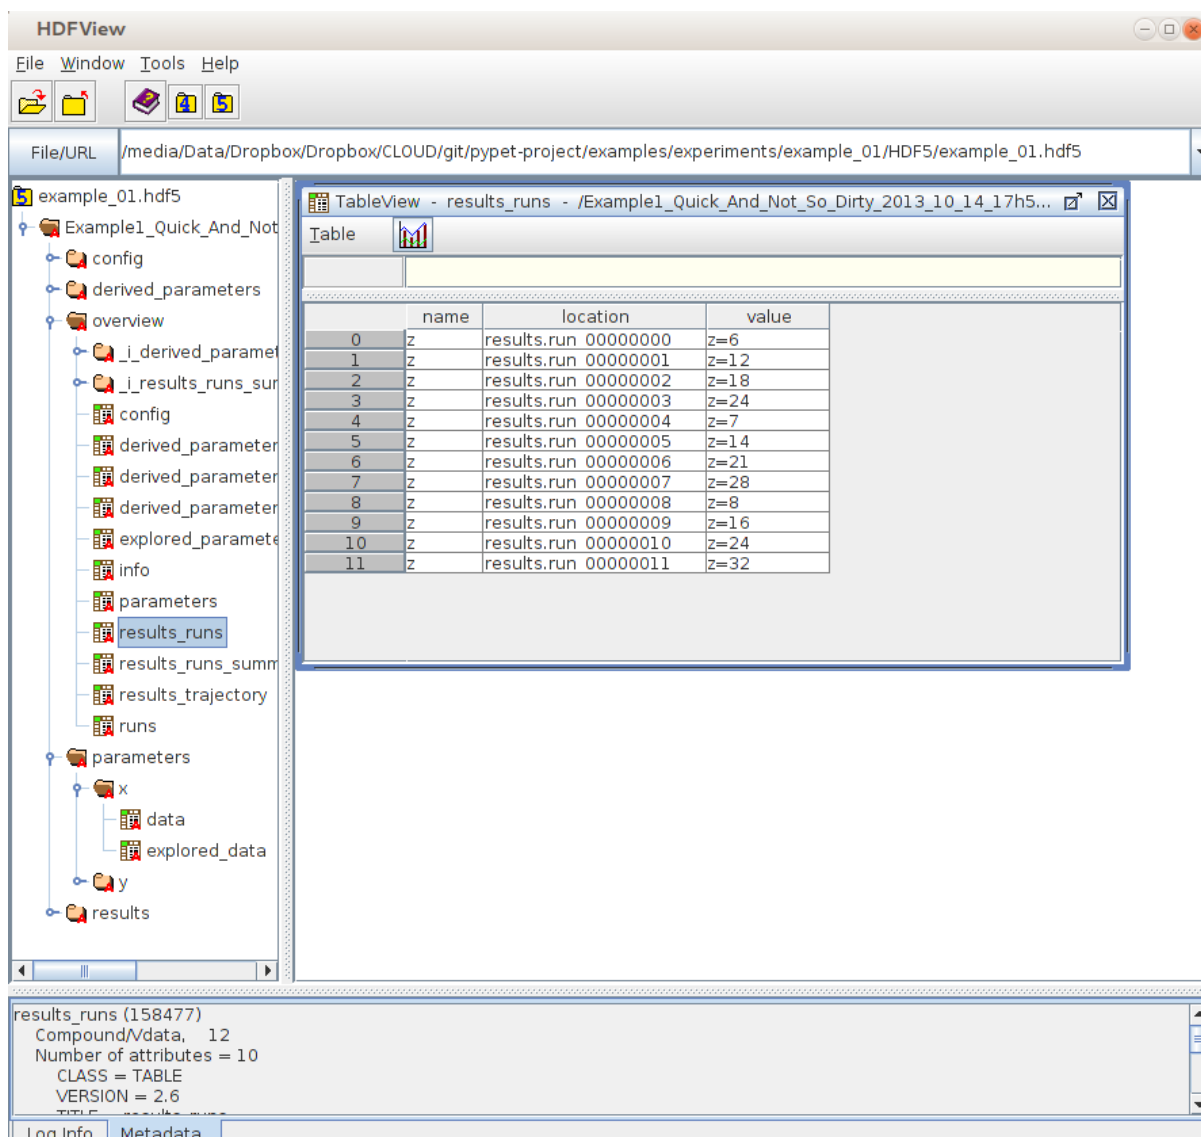 HDFView
File Window Tools Help
File/URL /media/Data/Dropbox/Dropbox/CLOUD/git/pypet-project/examples/experiments/example_01/HDF5/example_01.hdf5
example_01.hdf5
Example1_Quick_And_Not
config
derived_parameters
overview
_i_derived_paramet
_i_results_runs_sur
config
derived_parameter
derived_parameter
derived_parameter
explored_paramete
info
parameters
results_runs
results_runs_summ
results_trajectory
runs
parameters
x
data
explored_data
y
results
TableView - results_runs - /Example1_Quick_And_Not_So_Dirty_2013_10_14_17h5...
Table
name location value
0 z results.run_00000000 z=6
1 z results.run_00000001 z=12
2 z results.run_00000002 z=18
3 z results.run_00000003 z=24
4 z results.run_00000004 z=7
5 z results.run_00000005 z=14
6 z results.run_00000006 z=21
7 z results.run_00000007 z=28
8 z results.run_00000008 z=8
9 z results.run_00000009 z=16
10 z results.run_00000010 z=24
11 z results.run_00000011 z=32
results_runs (158477)
Compound/Vdata, 12
Number of attributes = 10
CLASS = TABLE
VERSION = 2.6
TITLE = results_runs
Log Info Metadata